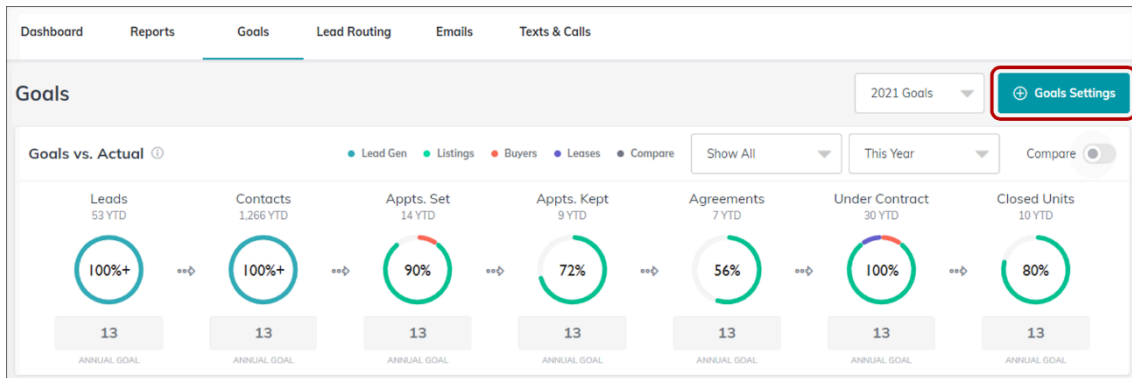 Dashboard Reports Goals Lead Routing Emails Texts & Calls
Goals 2021 Goals Goals Settings
Goals vs. Actual Lead Gen Listings Buyers Leases Compare Show All This Year Compare
Leads Contacts Appts. Set Appts. Kept Agreements Under Contract Closed Units
53 YTD 1,266 YTD 14 YTD 9 YTD 7 YTD 30 YTD 10 YTD
100%+ 100%+ 90% 72% 56% 100% 80%
13 13 13 13 13 13 13
ANNUAL GOAL ANNUAL GOAL ANNUAL GOAL ANNUAL GOAL ANNUAL GOAL ANNUAL GOAL ANNUAL GOAL